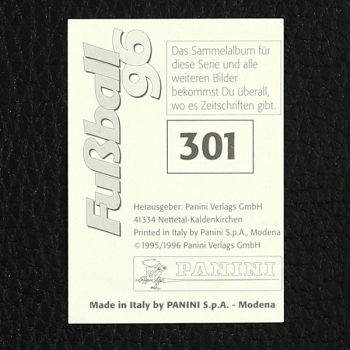 Fußball
96
Das Sammelalbum für
diese Serie und alle
weiteren Bilder
bekommst Du überall,
wo es Zeitschriften gibt.
301
Herausgeber: Panini Verlags GmbH
41334 Nettetal-Kaldenkirchen
Printed in Italy by Panini S.p.A., Modena
©1995/1996 Panini Verlags GmbH
PANINI
Made in Italy by PANINI S.p.A. - Modena